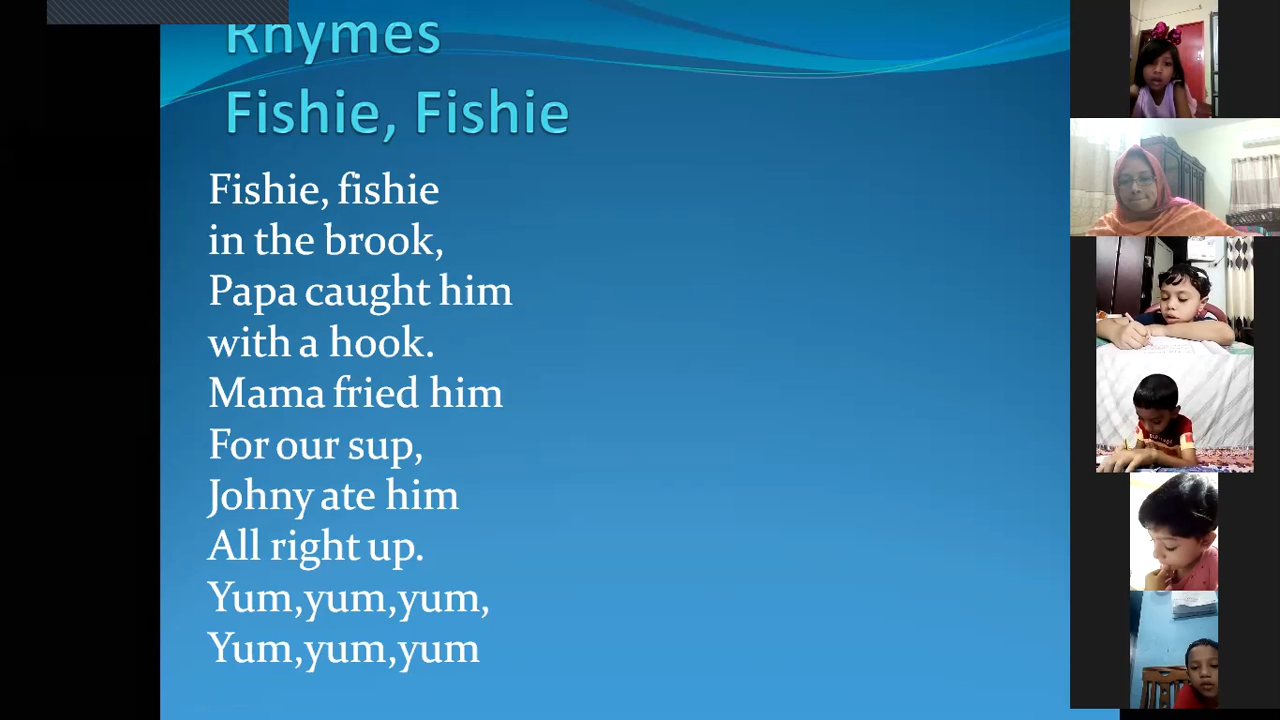 Rhymes
Fishie, Fishie
Fishie, fishie
in the brook,
Papa caught him
with a hook.
Mama fried him
For our sup,
Johny ate him
All right up.
Yum,yum,yum,
Yum,yum,yum